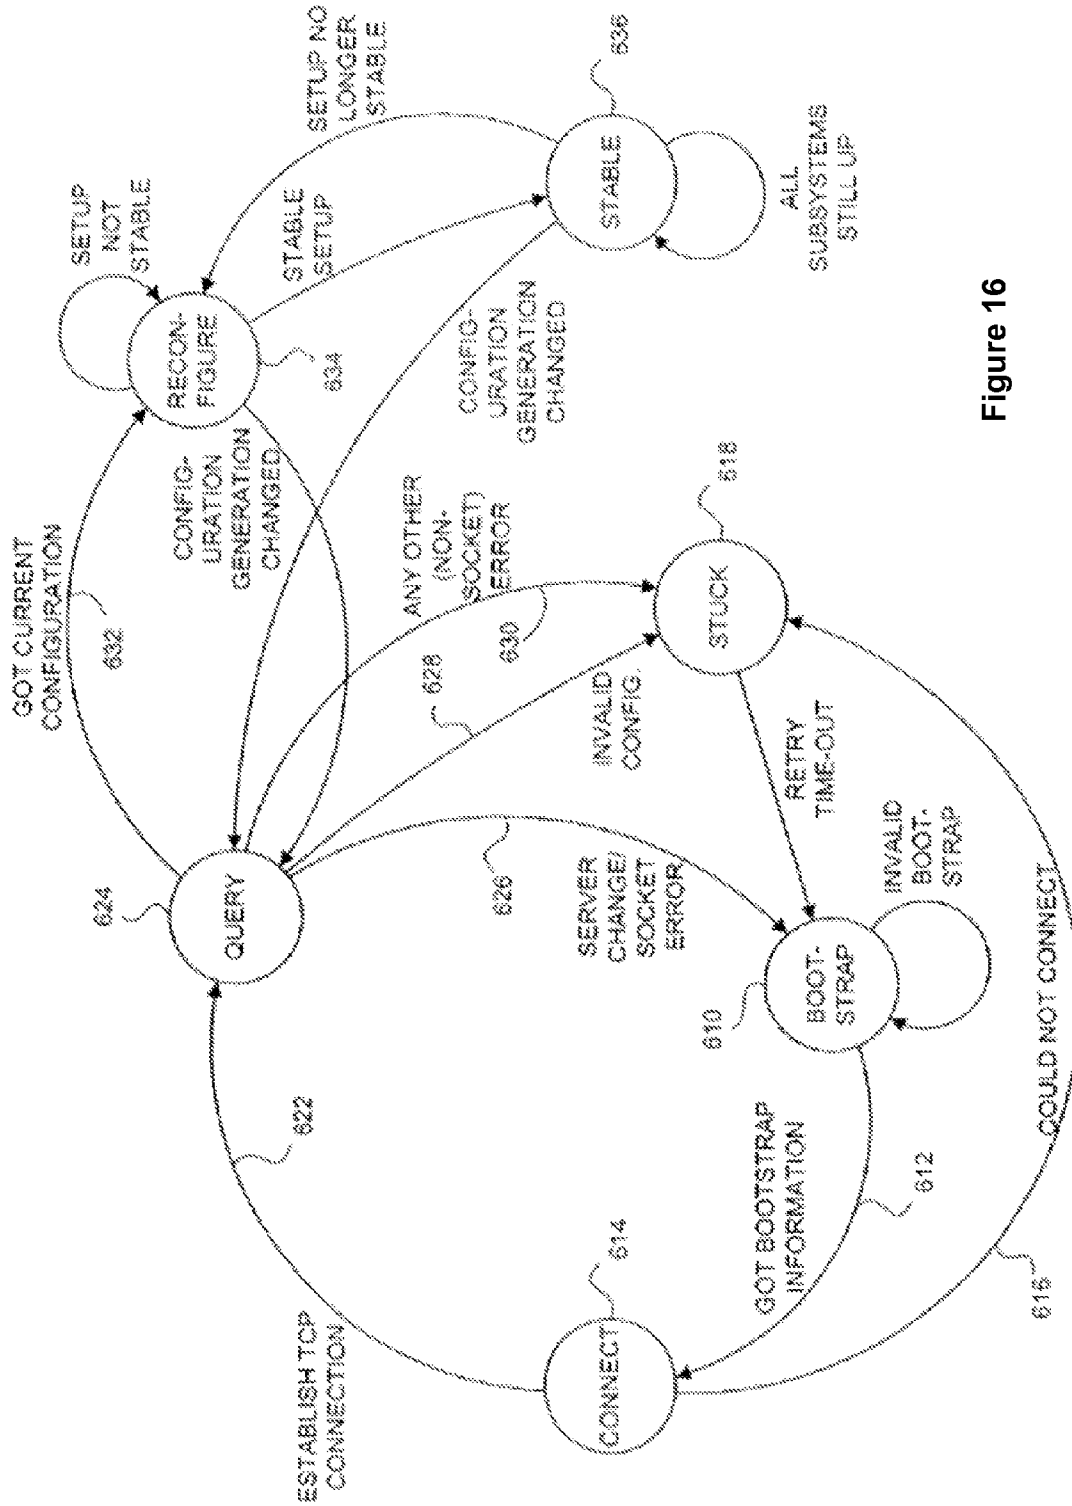 ESTABLISH TCP
CONNECTION
622
CONNECT
614
GOT BOOTSTRAP
INFORMATION
612
616
COULD NOT CONNECT
624
QUERY
610
BOOT-
STRAP
INVALID
BOOT-
STRAP
SERVER
CHANGE/
SOCKET
ERROR
626
RETRY
TIME-OUT
INVALID
CONFIG.
628
STUCK
618
ANY OTHER
(NON-
SOCKET)
ERROR
630
GOT CURRENT
CONFIGURATION
632
CONFIG-
URATION
GENERATION
CHANGED
RECON-
FIGURE
634
SETUP
NOT
STABLE
STABLE
SETUP
CONFIG-
URATION
GENERATION
CHANGED
SETUP NO
LONGER
STABLE
STABLE
636
ALL
SUBSYSTEMS
STILL UP
Figure 16